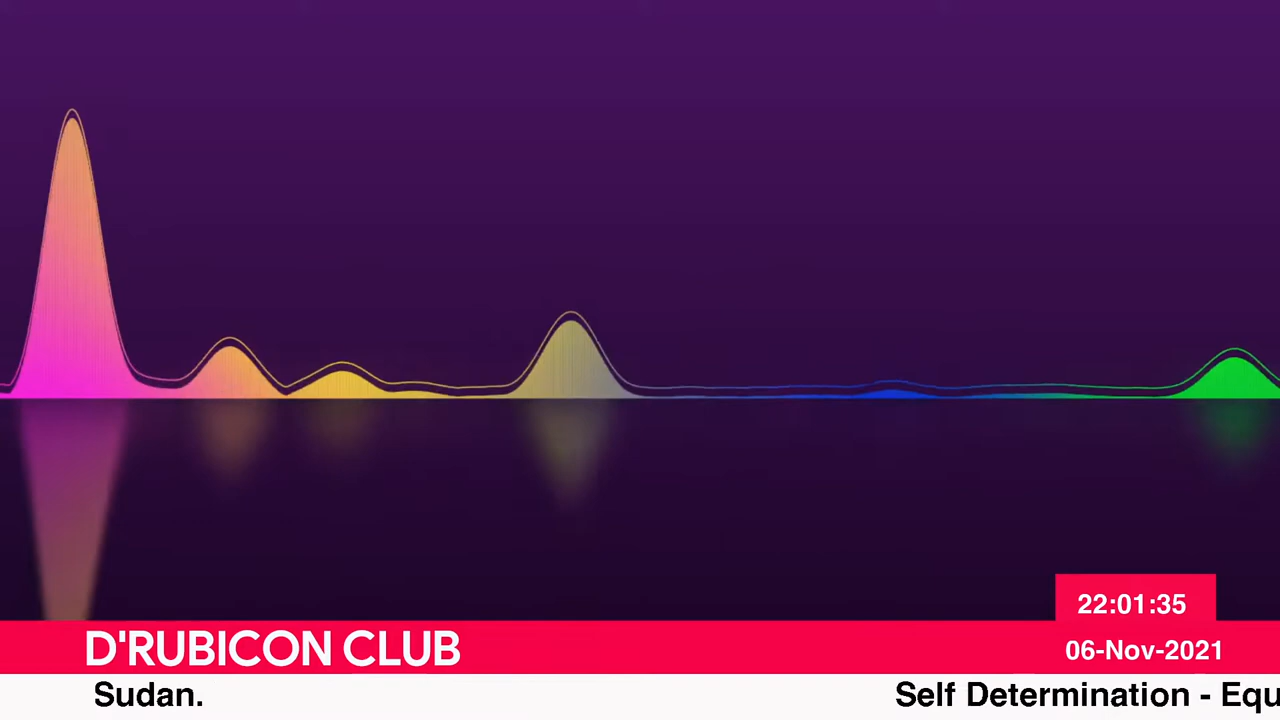 22:01:35
D'RUBICON CLUB
06-Nov-2021
Sudan. Self Determination - Equ